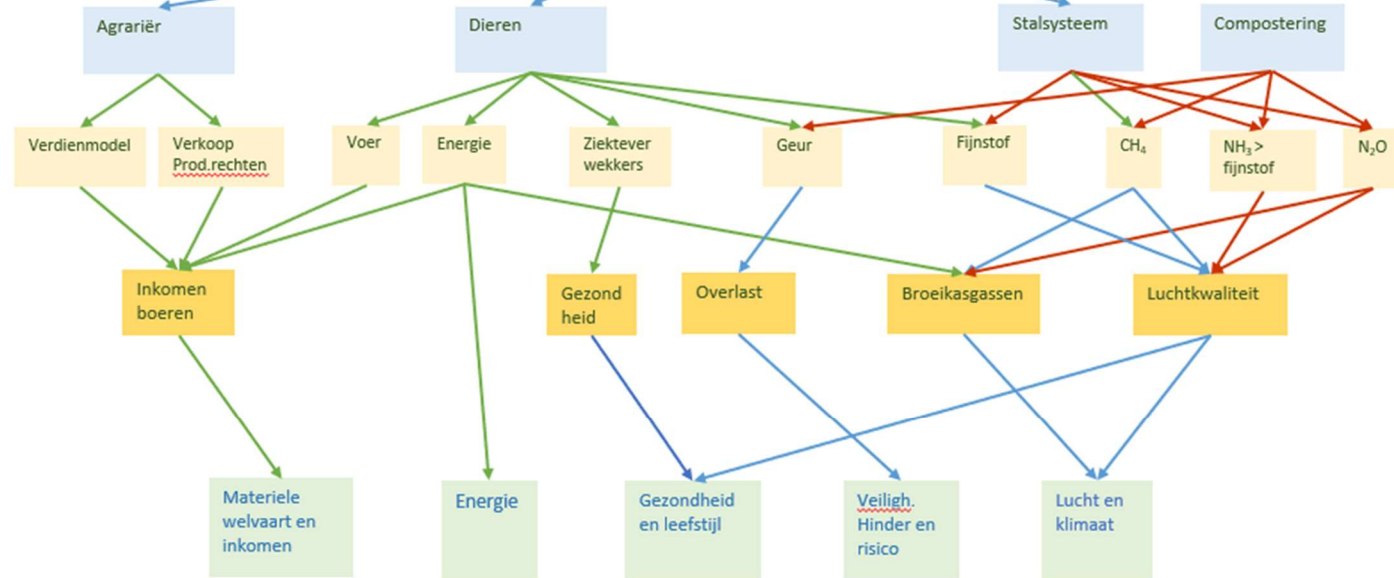 Agrariër
Dieren
Stalsysteem
Compostering
Verdienmodel
Verkoop
Prod.rechten
Voer
Energie
Ziektever
wekkers
Geur
Fijnstof
CH₄
NH₃ >
fijnstof
N₂O
Inkomen
boeren
Gezond
heid
Overlast
Broeikasgassen
Luchtkwaliteit
Materiele
welvaart en
inkomen
Energie
Gezondheid
en leefstijl
Veiligh.
Hinder en
risico
Lucht en
klimaat